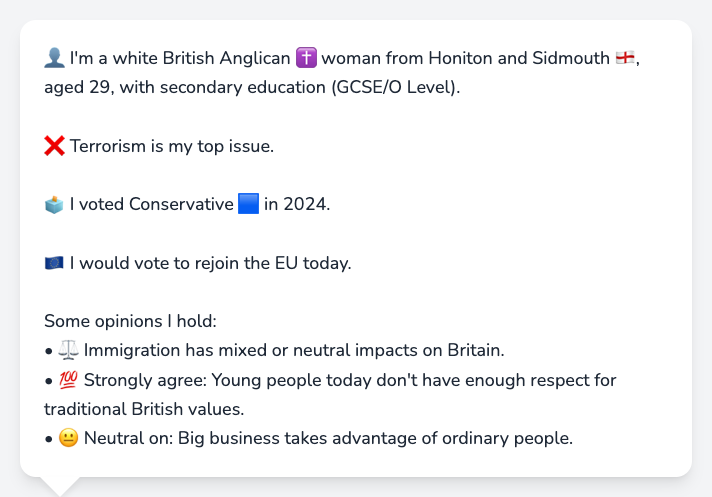 👤 I'm a white British Anglican ✝️ woman from Honiton and Sidmouth 🏴󠁧󠁢󠁥󠁮󠁧󠁿,
aged 29, with secondary education (GCSE/O Level).
❌ Terrorism is my top issue.
🗳️ I voted Conservative 🟦 in 2024.
🇪🇺 I would vote to rejoin the EU today.
Some opinions I hold:
• ⚖️ Immigration has mixed or neutral impacts on Britain.
• 💯 Strongly agree: Young people today don't have enough respect for
traditional British values.
• 😐 Neutral on: Big business takes advantage of ordinary people.